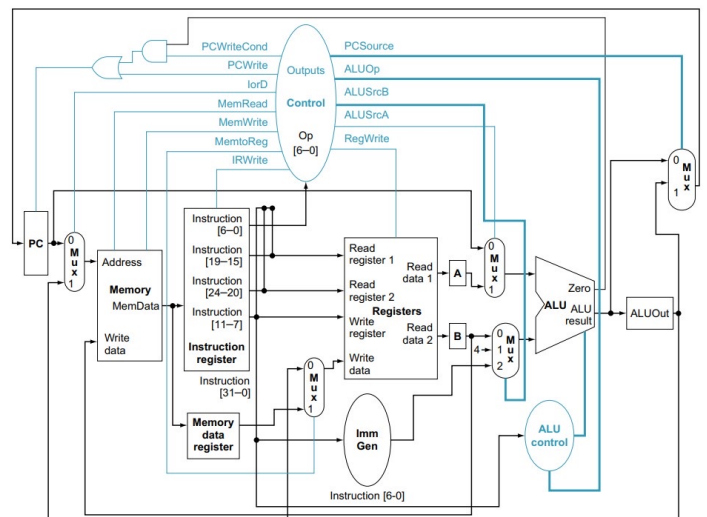 PCWriteCond
PCWrite
IorD
MemRead
MemWrite
MemtoReg
IRWrite
Outputs
Control
Op
[6–0]
PCSource
ALUOp
ALUSrcB
ALUSrcA
RegWrite
PC
0
M
u
x
1
Address
Memory
MemData
Write
data
Instruction
[6–0]
Instruction
[19–15]
Instruction
[24–20]
Instruction
[11–7]
Instruction
register
Instruction
[31–0]
Memory
data
register
0
M
u
x
1
Read
register 1
Read
register 2
Registers
Write
register
Write
data
Read
data 1
Read
data 2
A
B
0
M
u
x
1
4
0
1
2
M
u
x
Imm
Gen
Instruction [6-0]
Zero
ALU
ALU
result
ALU
control
ALUOut
0
1
M
u
x